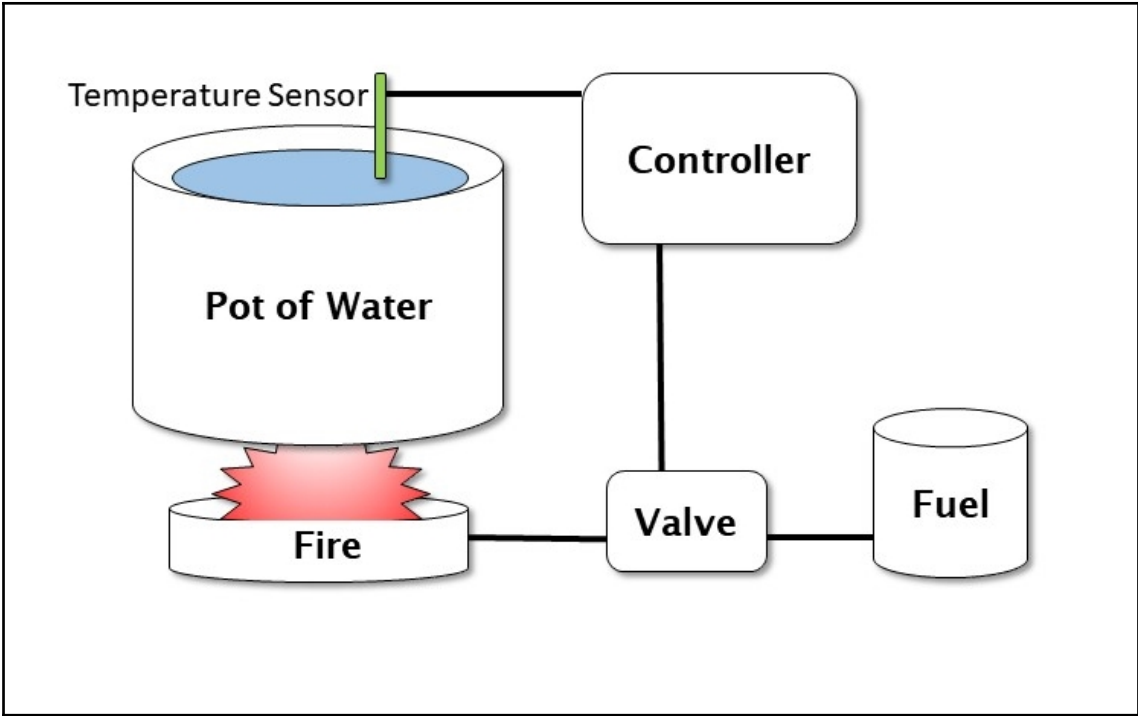 Temperature Sensor
Controller
Pot of Water
Fire
Valve
Fuel